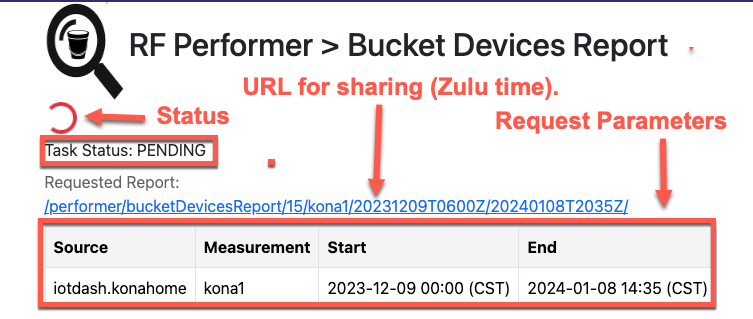 RF Performer > Bucket Devices Report
URL for sharing (Zulu time).
Status
Request Parameters
Task Status: PENDING
Requested Report:
/performer/bucketDevicesReport/15/kona1/20231209T0600Z/20240108T2035Z/
Source Measurement Start End
iotdash.konahome kona1 2023-12-09 00:00 (CST) 2024-01-08 14:35 (CST)